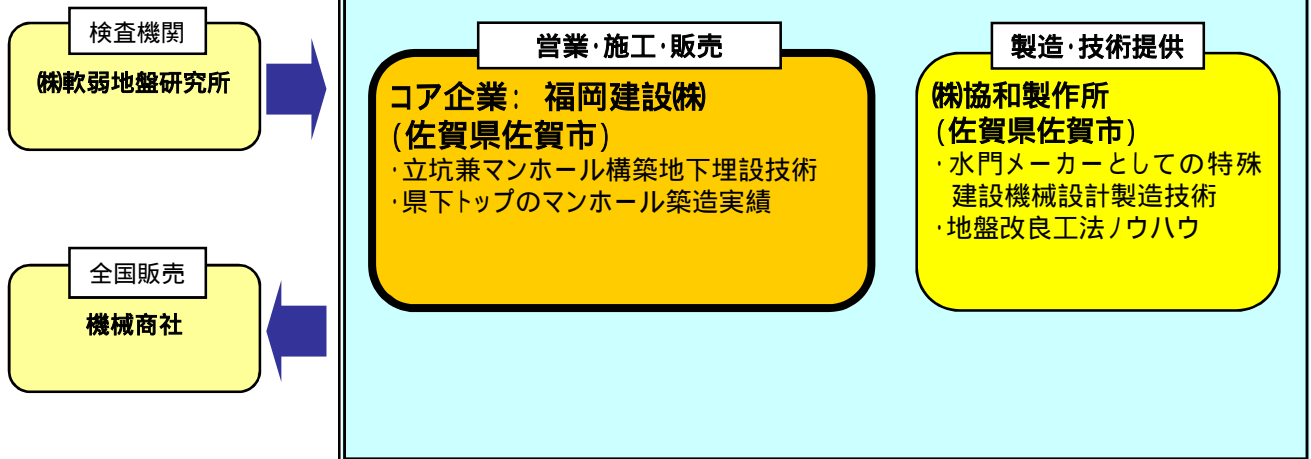 検査機関
㈱軟弱地盤研究所
全国販売
機械商社
営業・施工・販売
コア企業： 福岡建設㈱
(佐賀県佐賀市)
・立坑兼マンホール構築地下埋設技術
・県下トップのマンホール築造実績
製造・技術提供
㈱協和製作所
(佐賀県佐賀市)
・水門メーカーとしての特殊
建設機械設計製造技術
・地盤改良工法ノウハウ